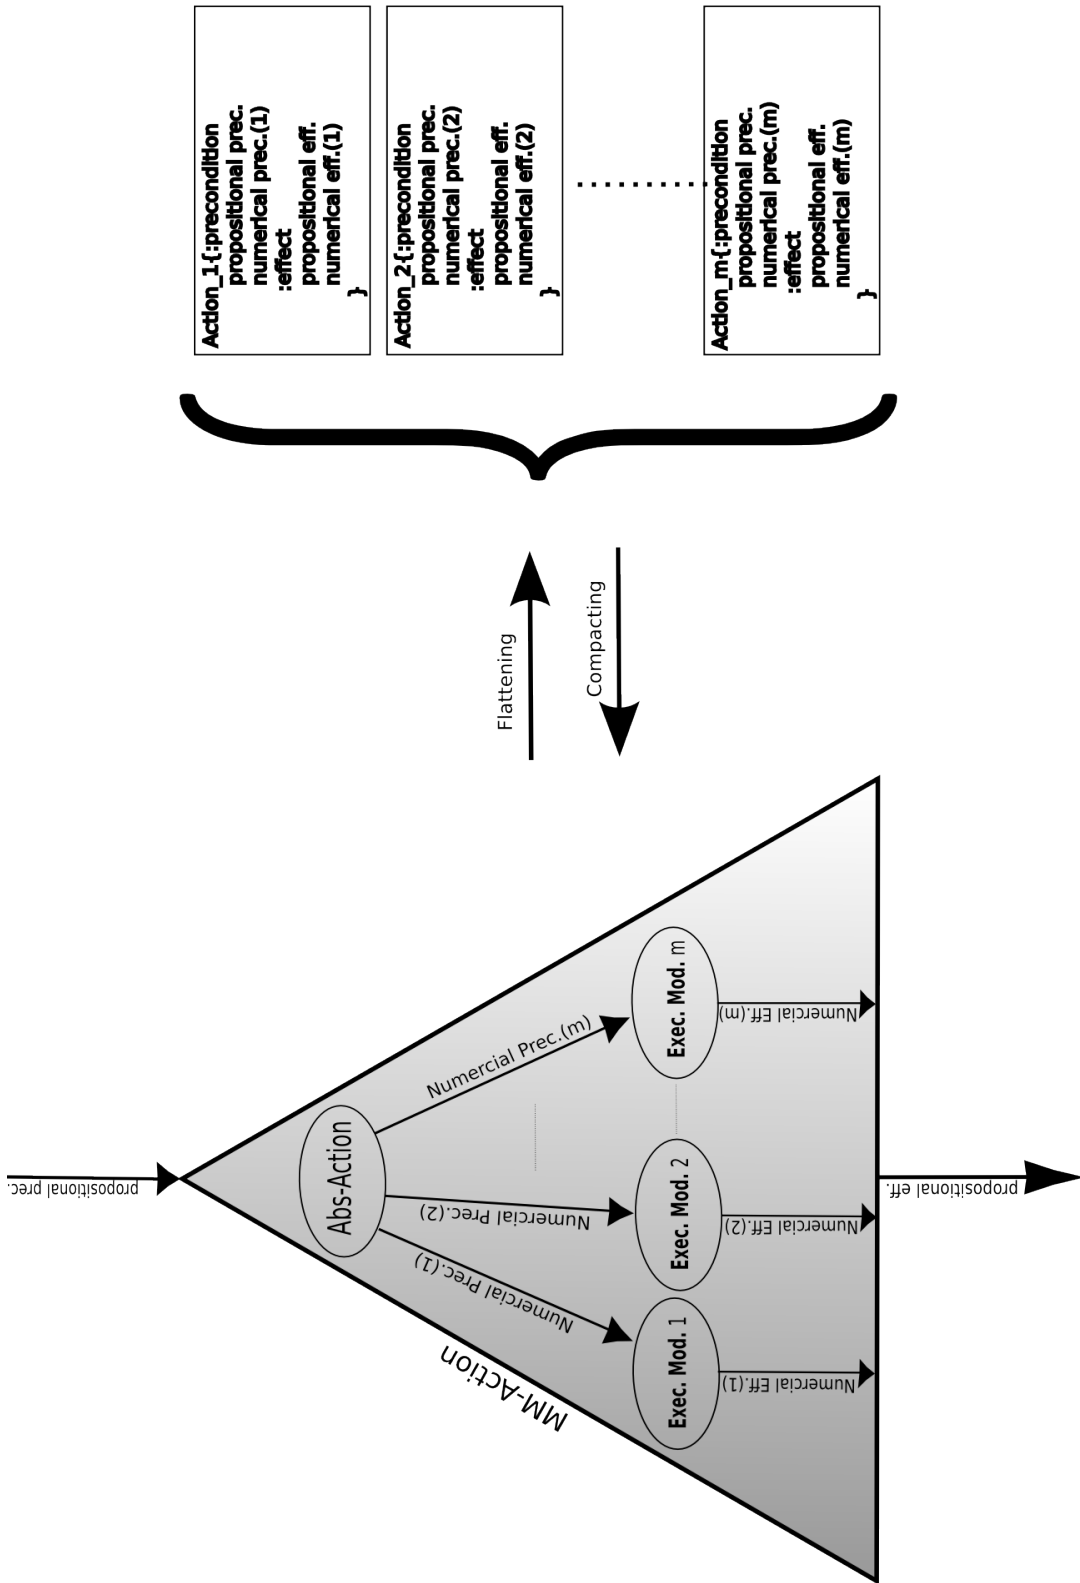 propositional prec.
MM-Action
Abs-Action
Numercial Prec.(1)
Numercial Prec.(2)
Numercial Prec.(m)
Exec. Mod. 1
Exec. Mod. 2
Exec. Mod. m
Numercial Eff.(1)
Numercial Eff.(2)
Numercial Eff.(m)
propositional eff.
Flattening
Compacting
Action_1{:precondition
propositional prec.
numerical prec.(1)
:effect
propositional eff.
numerical eff.(1)
}
Action_2{:precondition
propositional prec.
numerical prec.(2)
:effect
propositional eff.
numerical eff.(2)
}
Action_m{:precondition
propositional prec.
numerical prec.(m)
:effect
propositional eff.
numerical eff.(m)
}